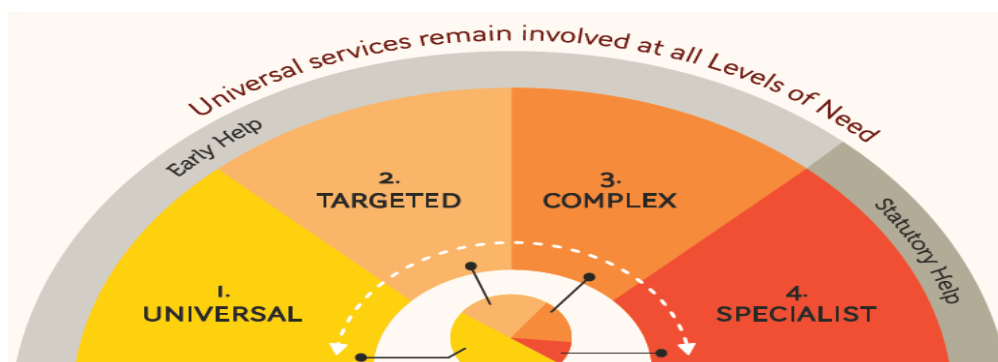 Universal services remain involved at all Levels of Need
Early Help
2.
TARGETED
3.
COMPLEX
Statutory Help
1.
UNIVERSAL
4.
SPECIALIST